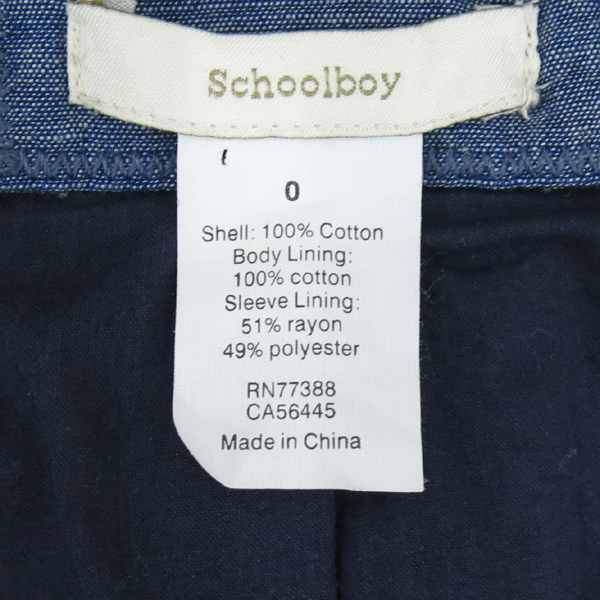 Schoolboy
0
Shell: 100% Cotton
Body Lining:
100% cotton
Sleeve Lining:
51% rayon
49% polyester
RN77388
CA56445
Made in China